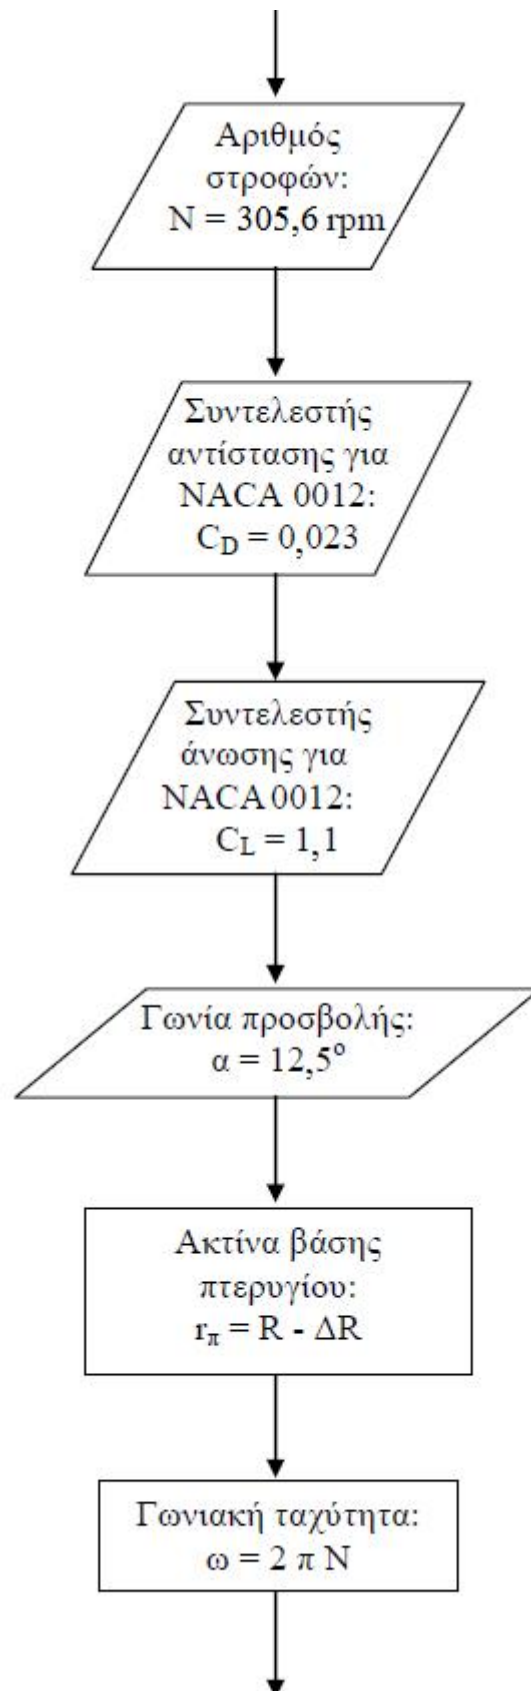 Αριθμός
στροφών:
N = 305,6 rpm
Συντελεστής
αντίστασης για
NACA 0012:
C_D = 0,023
Συντελεστής
άνωσης για
NACA 0012:
C_L = 1,1
Γωνία προσβολής:
α = 12,5°
Ακτίνα βάσης
πτερυγίου:
r_π = R - ΔR
Γωνιακή ταχύτητα:
ω = 2 π N